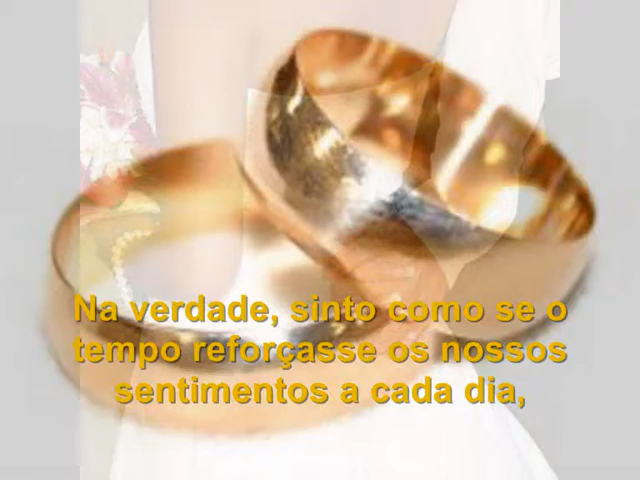 Na verdade, sinto como se o
tempo reforçasse os nossos
sentimentos a cada dia,